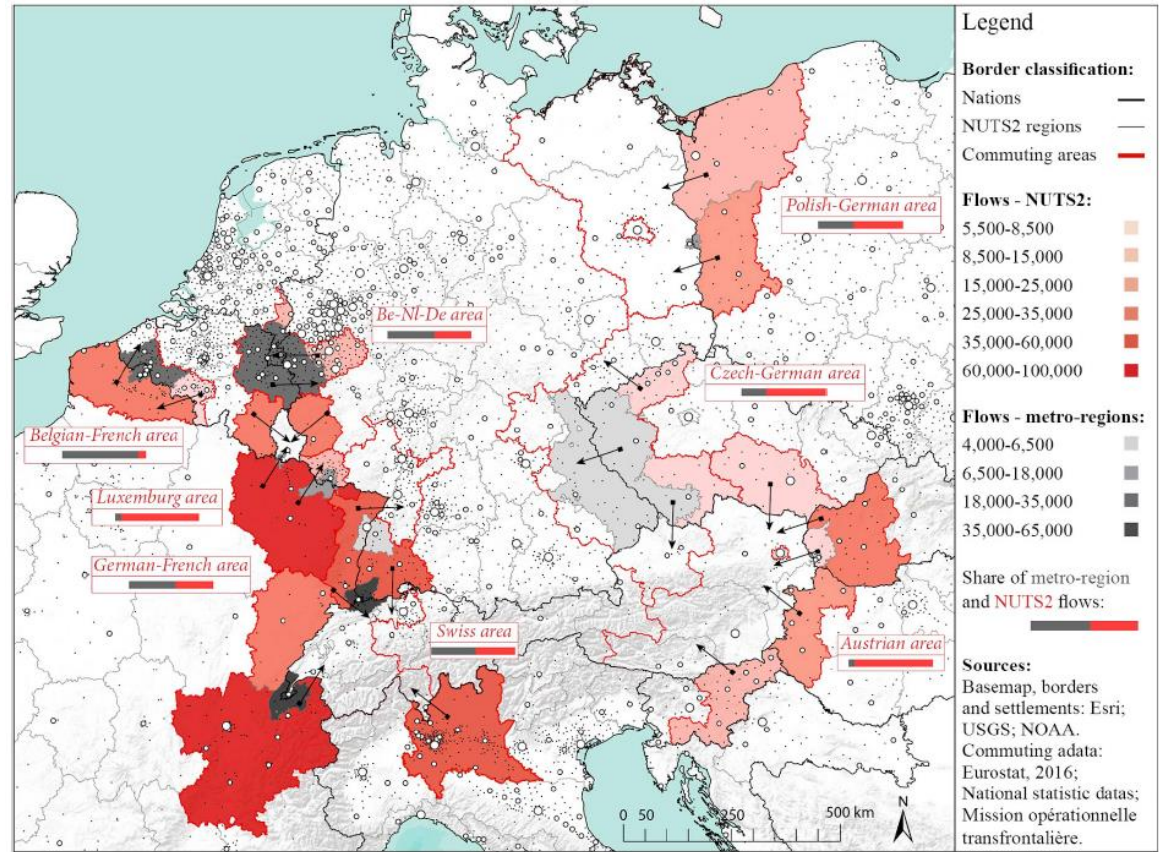 Polish-German area
Be-Nl-De area
Czech-German area
Belgian-French area
Luxemburg area
German-French area
Swiss area
Austrian area
0 50 250 500 km
N
Legend
Border classification:
Nations
NUTS2 regions
Commuting areas
Flows - NUTS2:
5,500-8,500
8,500-15,000
15,000-25,000
25,000-35,000
35,000-60,000
60,000-100,000
Flows - metro-regions:
4,000-6,500
6,500-18,000
18,000-35,000
35,000-65,000
Share of metro-region
and NUTS2 flows:
Sources:
Basemap, borders
and settlements: Esri;
USGS; NOAA.
Commuting adata:
Eurostat, 2016;
National statistic datas;
Mission opérationnelle
transfrontalière.